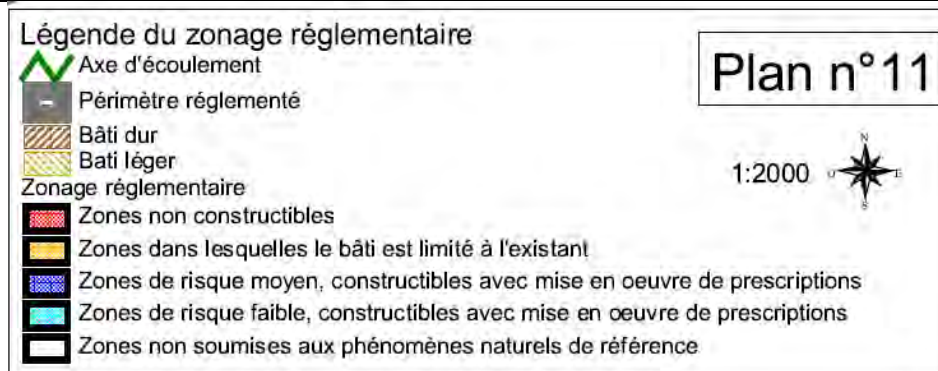 Légende du zonage réglementaire
Axe d'écoulement
Plan n°11
Périmètre réglementé
Bâti dur
Bati léger
1:2000
N
O
E
S
Zonage réglementaire
Zones non constructibles
Zones dans lesquelles le bâti est limité à l'existant
Zones de risque moyen, constructibles avec mise en oeuvre de prescriptions
Zones de risque faible, constructibles avec mise en oeuvre de prescriptions
Zones non soumises aux phénomènes naturels de référence